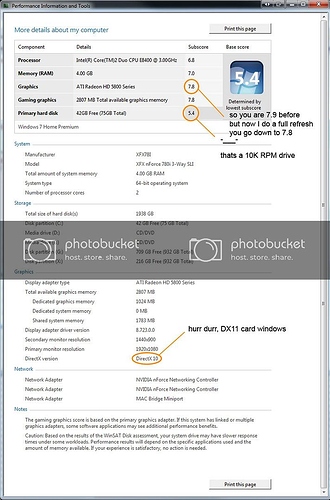 Performance Information and Tools
More details about my computer
Print this page
Component Details Subscore Base score
Processor Intel(R) Core(TM)2 Duo CPU E8400 @ 3.00GHz 6.8
Memory (RAM) 4.00 GB 7.0
Graphics ATI Radeon HD 5800 Series 7.8
Gaming graphics 2807 MB Total available graphics memory 7.8
Primary hard disk 42GB Free (75GB Total) 5.4
5.4
Determined by
lowest subscore
Windows 7 Home Premium
so you are 7.9 before
but now I do a full refresh
you go down to 7.8
-___-
thats a 10K RPM drive
System
Manufacturer XFX78I
Model XFX nForce 780i 3-Way SLI
Total amount of system memory 4.00 GB RAM
System type 64-bit operating system
Number of processor cores 2
Storage
Total size of hard disk(s) 1938 GB
Disk partition (C:) 42 GB Free (75 GB Total)
Media drive CD/DVD
CD/DVD
709 GB Free (932 GB Total)
216 GB Free (932 GB Total)
photobucket
host. store. share.
photobucket
host. store. share.
Graphics
Display adapter type ATI Radeon HD 5800 Series
Total available graphics memory 2807 MB
Dedicated graphics memory 1024 MB
Dedicated system memory 0 MB
Shared system memory 1783 MB
Display adapter driver version 8.723.0.0
Secondary monitor resolution 1440x900
Primary monitor resolution 1920x1080
DirectX version DirectX 10
hurr durr, DX11 card windows
Network
Network Adapter NVIDIA nForce Networking Controller
Network Adapter NVIDIA nForce Networking Controller
Network Adapter MAC Bridge Miniport
Notes
The gaming graphics score is based on the primary graphics adapter. If this system has linked or multiple
graphics adapters, some software applications may see additional performance benefits.
Caution: Based on the results of the WinSAT Disk assessment, your system drive may have slower response
times under some workloads. Performance results will depend on the specific applications used and the
amount of memory available. If your experience is satisfactory, no action is needed.
Print this page